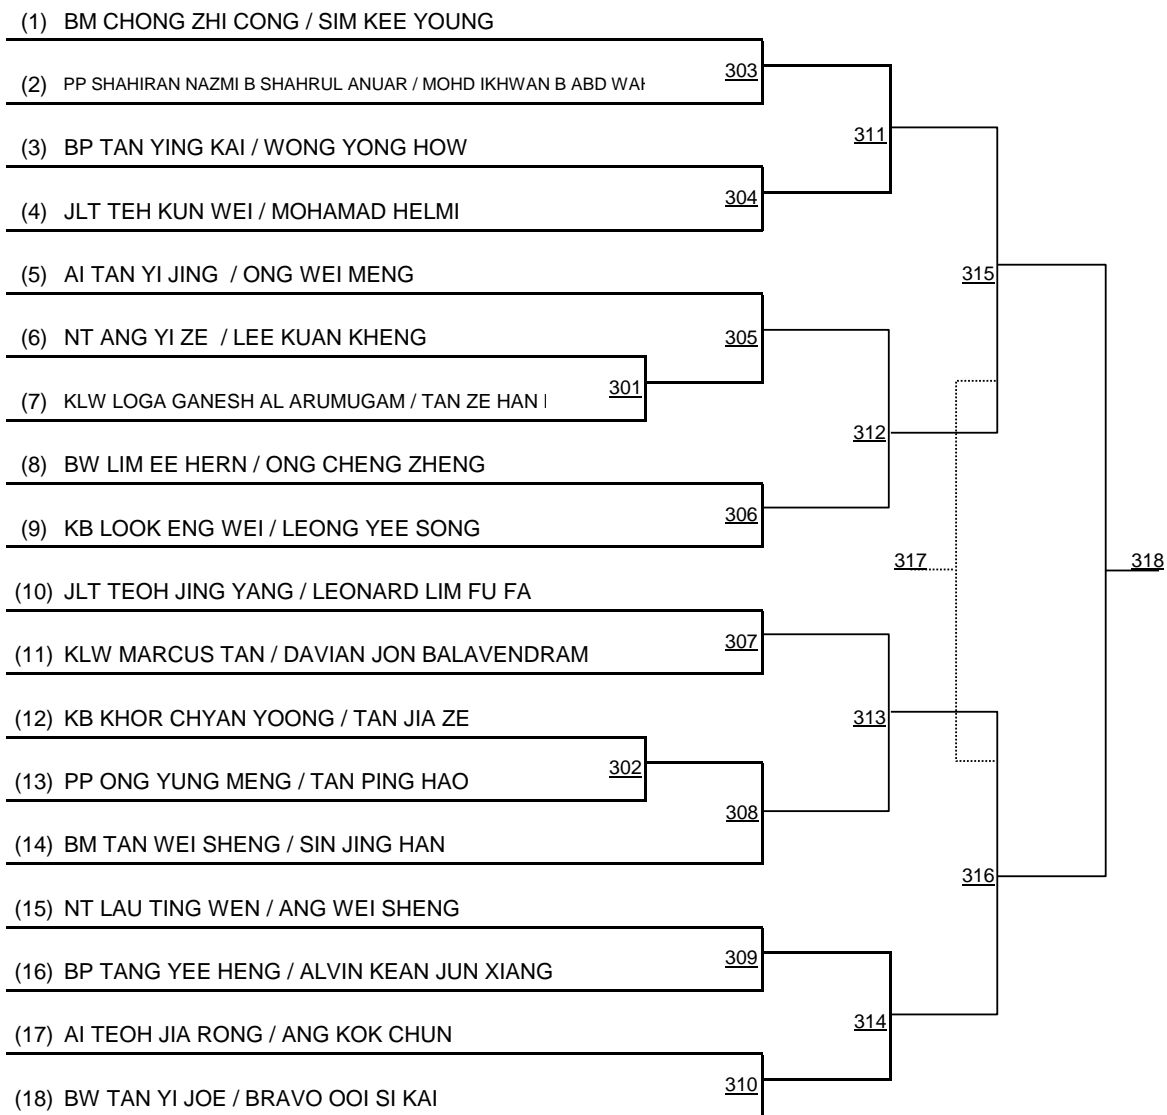 (1) BM CHONG ZHI CONG / SIM KEE YOUNG
303
(2) PP SHAHIRAN NAZMI B SHAHRUL ANUAR / MOHD IKHWAN B ABD
311
(3) BP TAN YING KAI / WONG YONG HOW
304
(4) JLT TEH KUN WEI / MOHAMAD HELMI
315
(5) AI TAN YI JING / ONG WEI MENG
305
(6) NT ANG YI ZE / LEE KUAN KHENG
301
(7) KLW LOGA GANESH AL ARUMUGAM / TAN ZE HAN
312
(8) BW LIM EE HERN / ONG CHENG ZHENG
306
(9) KB LOOK ENG WEI / LEONG YEE SONG
317
318
(10) JLT TEOH JING YANG / LEONARD LIM FU FA
307
(11) KLW MARCUS TAN / DAVIAN JON BALAVENDRAM
313
(12) KB KHOR CHYAN YOONG / TAN JIA ZE
302
(13) PP ONG YUNG MENG / TAN PING HAO
308
(14) BM TAN WEI SHENG / SIN JING HAN
316
(15) NT LAU TING WEN / ANG WEI SHENG
309
(16) BP TANG YEE HENG / ALVIN KEAN JUN XIANG
314
(17) AI TEOH JIA RONG / ANG KOK CHUN
310
(18) BW TAN YI JOE / BRAVO OOI SI KAI